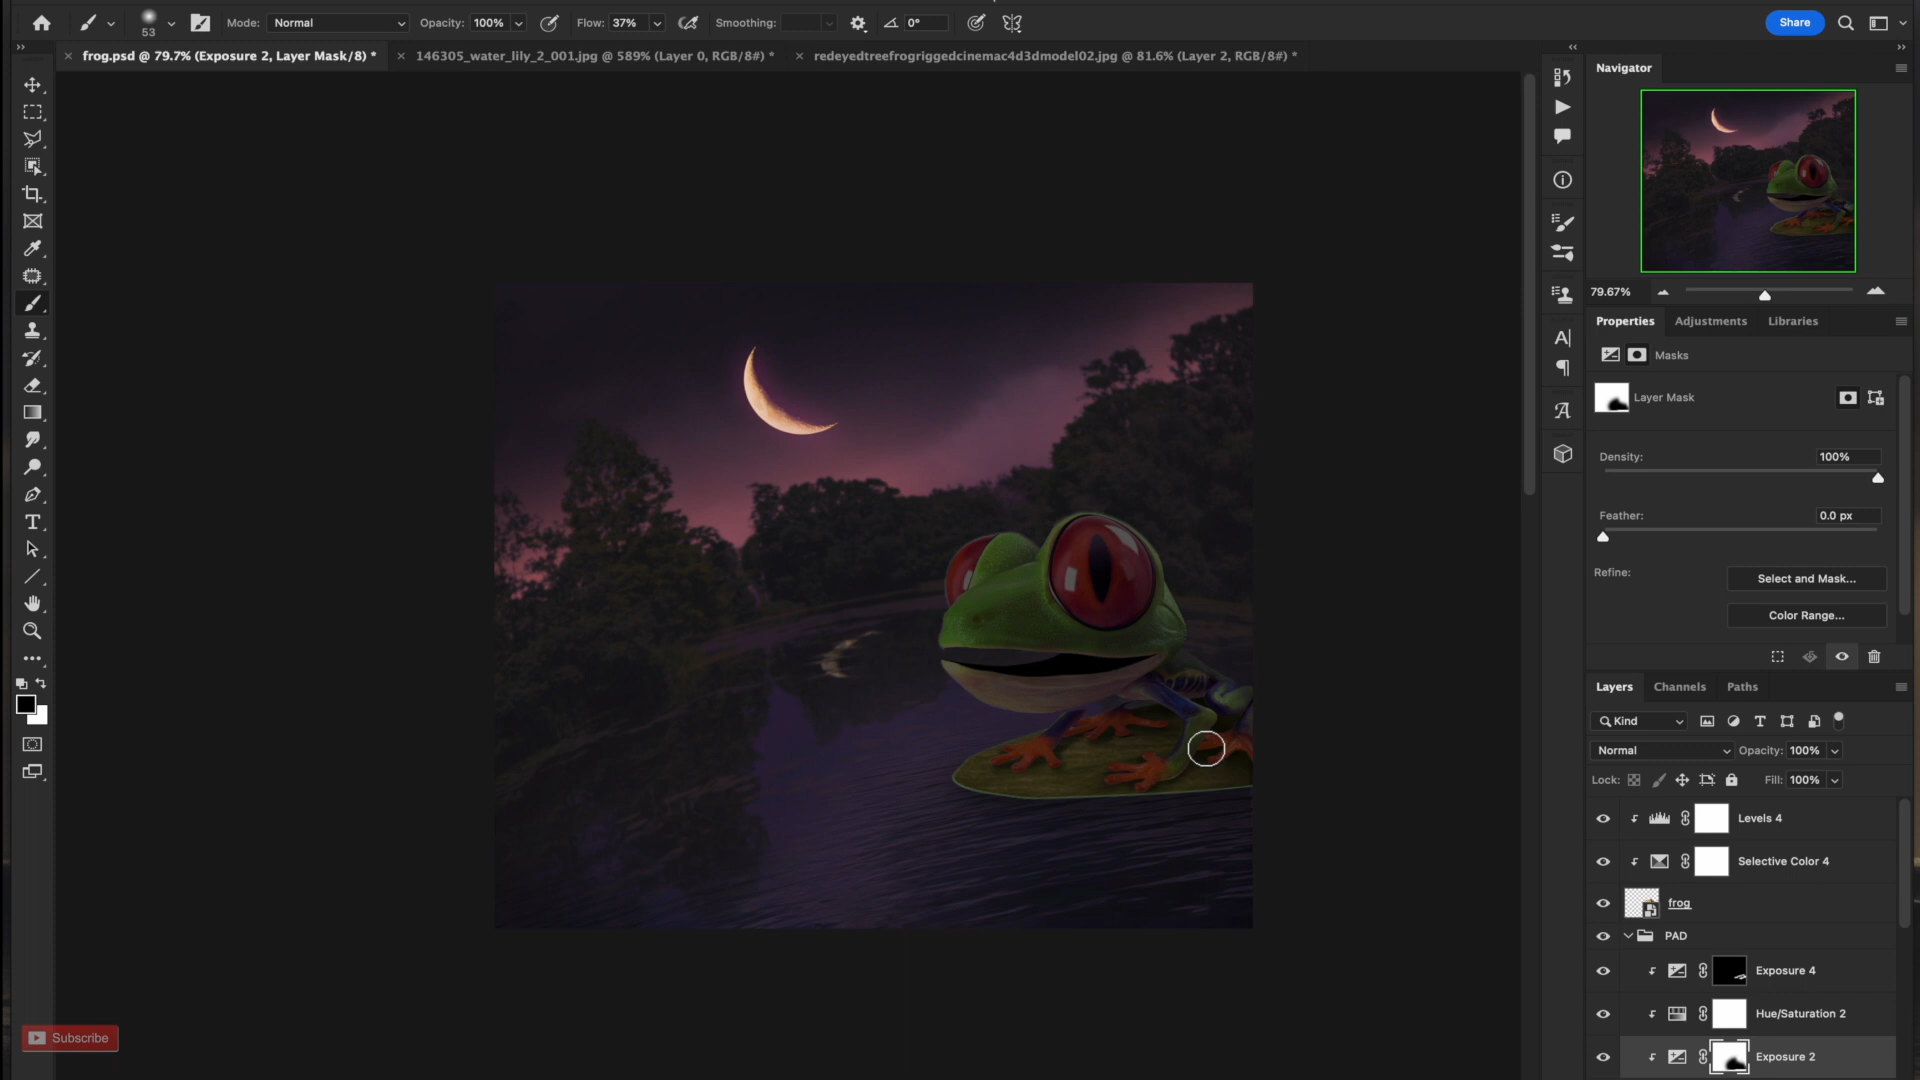 53
Mode: Normal
Opacity: 100%
Flow: 37%
Smoothing:
0°
Share
frog.psd @ 79.7% (Exposure 2, Layer Mask/8) *
146305_water_lily_2_001.jpg @ 589% (Layer 0, RGB/8#) *
redeyedtreefrogriggedcinemac4d3dmodel02.jpg @ 81.6% (Layer 2, RGB/8#) *
Navigator
79.67%
Properties
Adjustments
Libraries
Masks
Layer Mask
Density: 100%
Feather: 0.0 px
Refine:
Select and Mask...
Color Range...
Layers
Channels
Paths
Kind
Normal
Opacity: 100%
Lock:
Fill: 100%
Levels 4
Selective Color 4
frog
PAD
Exposure 4
Hue/Saturation 2
Exposure 2
Subscribe